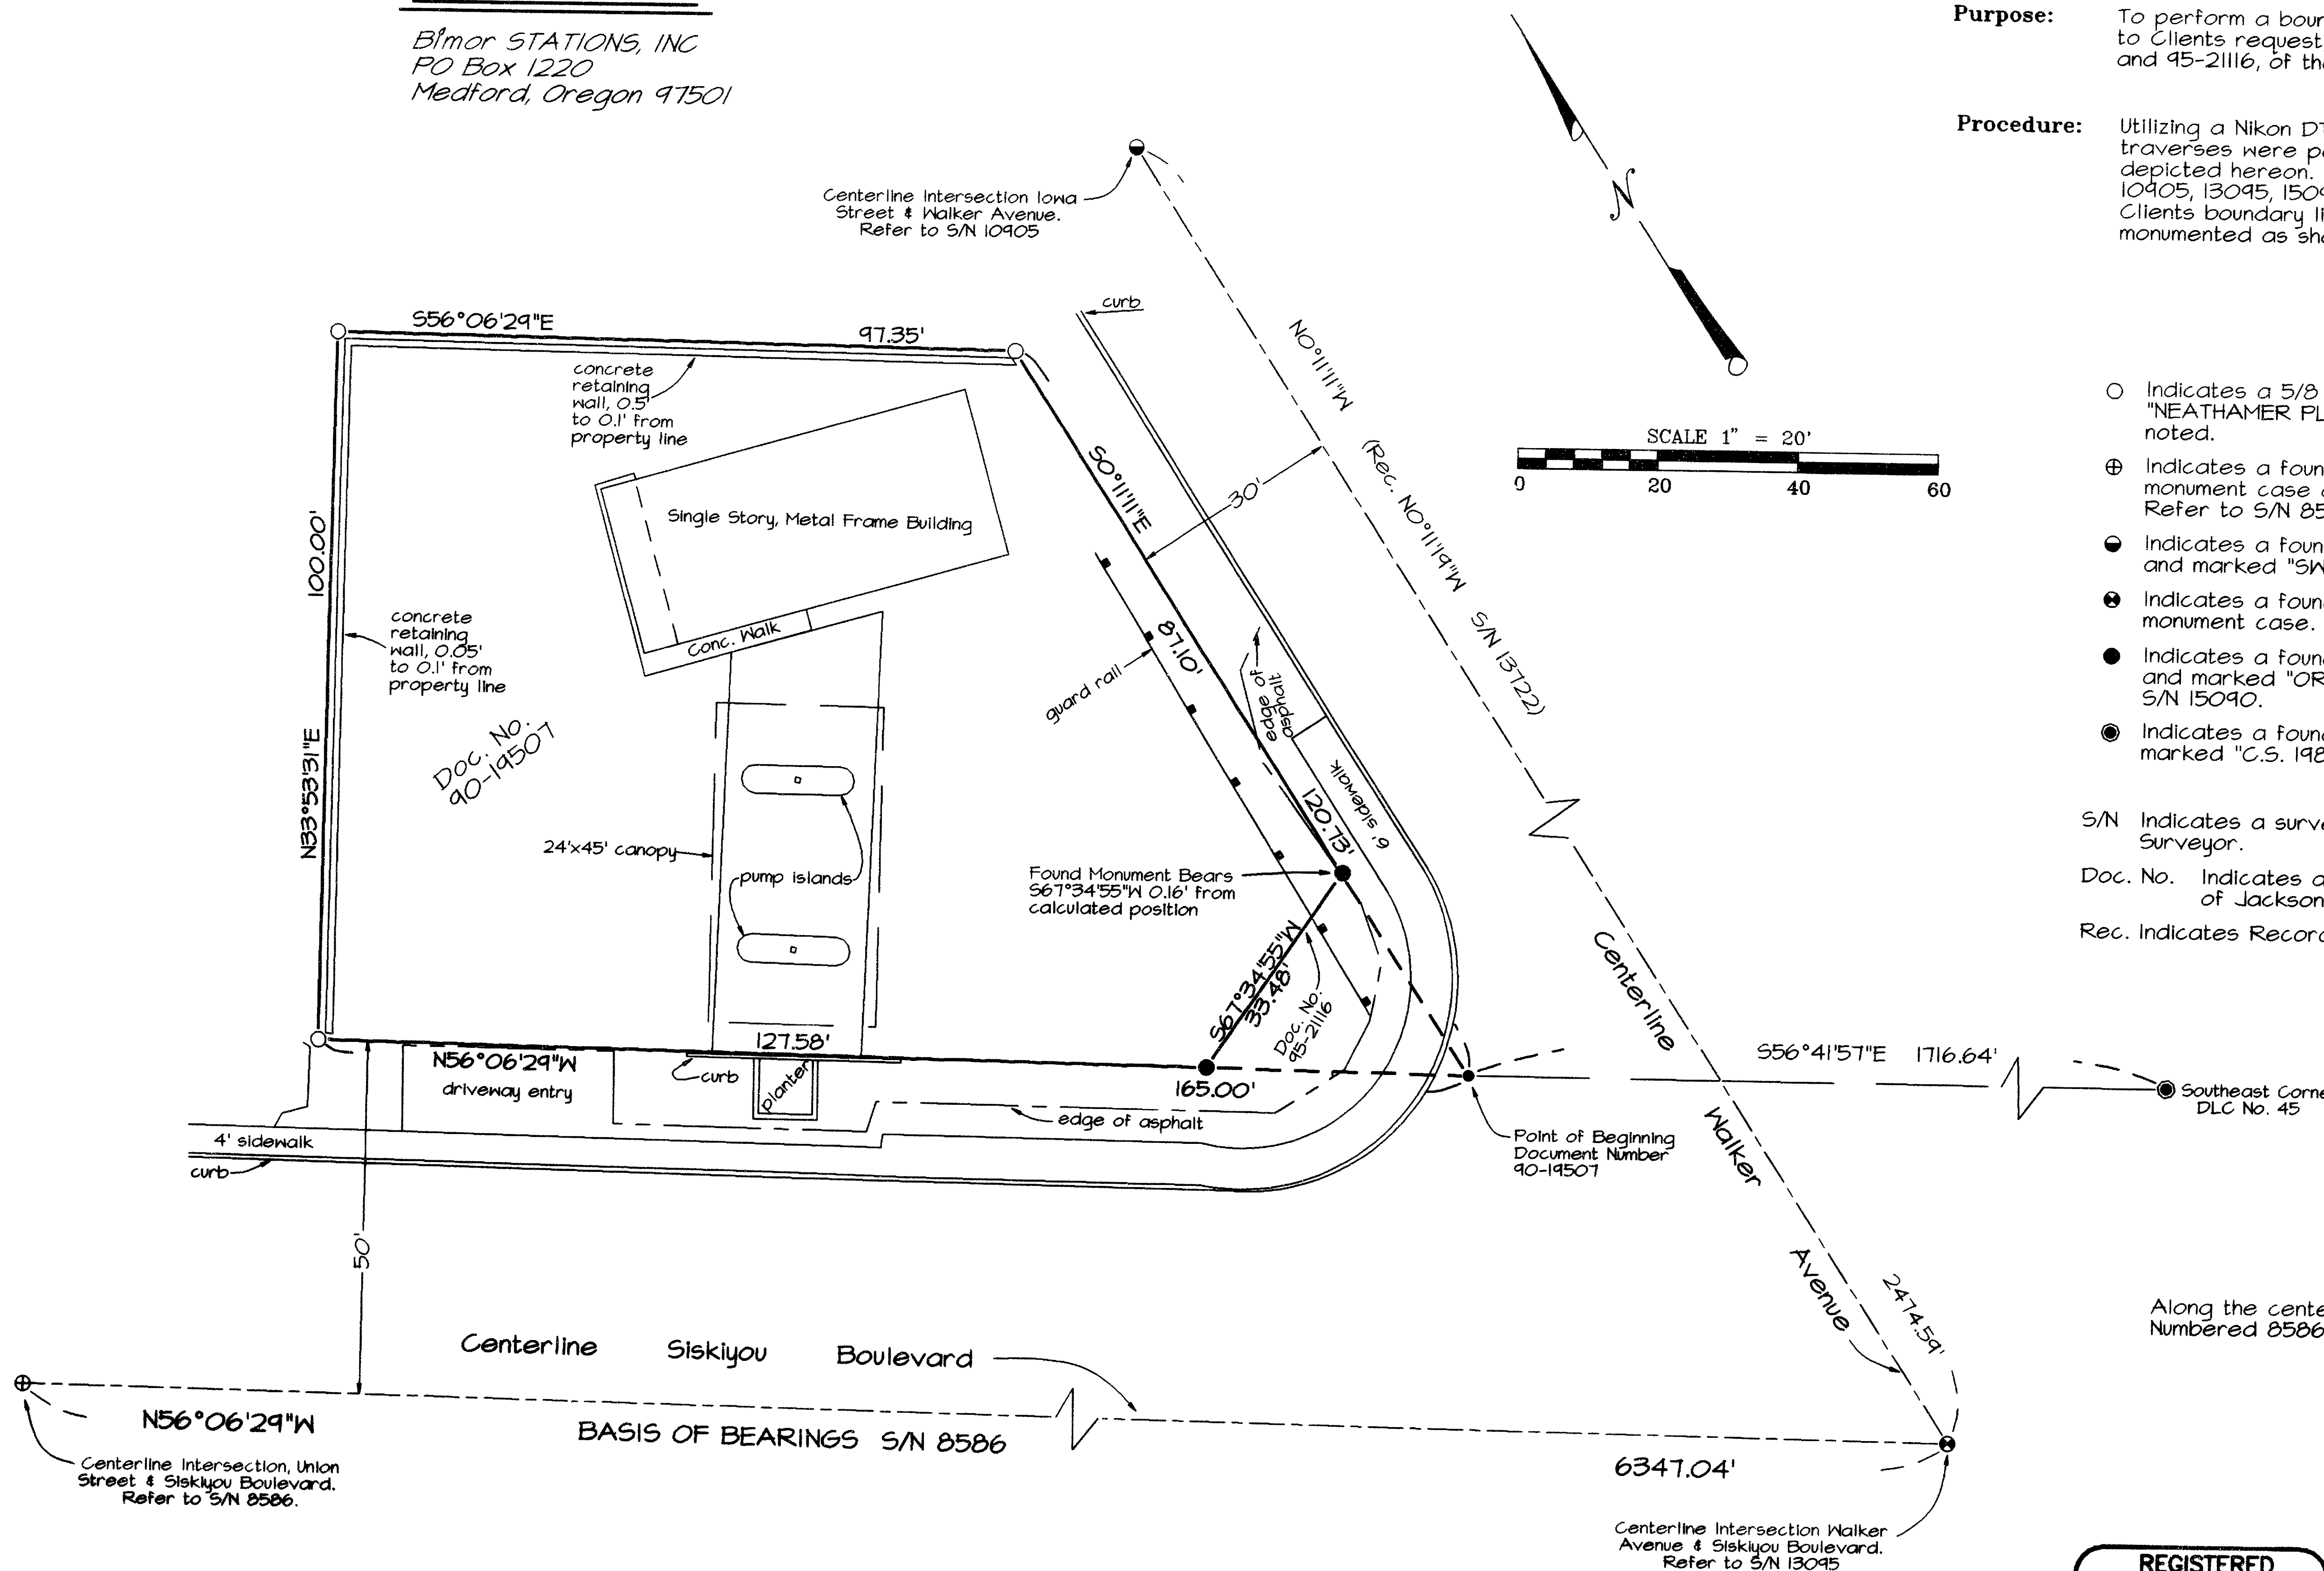 Bimor STATIONS, INC
PO Box 1220
Medford, Oregon 97501
Purpose:
To perform a bour
to Clients request
and 95-21116, of the
Procedure:
Utilizing a Nikon DT
traverses were pe
depicted hereon.
10905, 13095, 1509
Clients boundary li
monumented as sho
Centerline Intersection Iowa
Street & Walker Avenue.
Refer to S/N 10905
N
SCALE 1" = 20'
0 20 40 60
curb
S56°06'29"E
97.35'
concrete
retaining
wall, 0.5'
to 0.1' from
property line
Single Story, Metal Frame Building
Conc. Walk
100.00'
N33°53'31"E
concrete
retaining
wall, 0.05'
to 0.1' from
property line
Doc. No.
90-19507
24'x45' canopy
pump islands
S0°11'11"E
87.10'
120.73'
30'
guard rail
edge of
asphalt
6' sidewalk
N0°11'11"W
(Rec. N0°11'19"W S/N 13722)
Found Monument Bears
S67°34'55"W 0.16' from
calculated position
S67°34'55"W
33.48'
Doc. No.
95-21116
127.58'
N56°06'29"W
165.00'
driveway entry
curb
planter
edge of asphalt
4' sidewalk
curb
50'
Point of Beginning
Document Number
90-19507
S56°41'57"E 1716.64'
Southeast Corne
DLC No. 45
Centerline
Walker
Avenue
2474.59'
Centerline Siskiyou Boulevard
N56°06'29"W
BASIS OF BEARINGS S/N 8586
6347.04'
Centerline Intersection, Union
Street & Siskiyou Boulevard.
Refer to S/N 8586.
Centerline Intersection Walker
Avenue & Siskiyou Boulevard.
Refer to S/N 13095
Indicates a 5/8
"NEATHAMER PL
noted.
Indicates a foun
monument case
Refer to S/N 85
Indicates a foun
and marked "SW
Indicates a foun
monument case.
Indicates a foun
and marked "OR
S/N 15090.
Indicates a foun
marked "C.S. 198
S/N Indicates a surve
Surveyor.
Doc. No. Indicates a
of Jackson
Rec. Indicates Record
Along the cente
Numbered 8586
REGISTERED